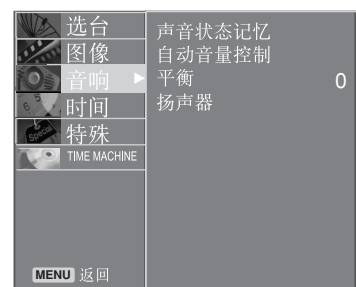 选台
图像
音响
时间
特殊
TIME MACHINE
MENU 返回
声音状态记忆
自动音量控制
平衡 0
扬声器